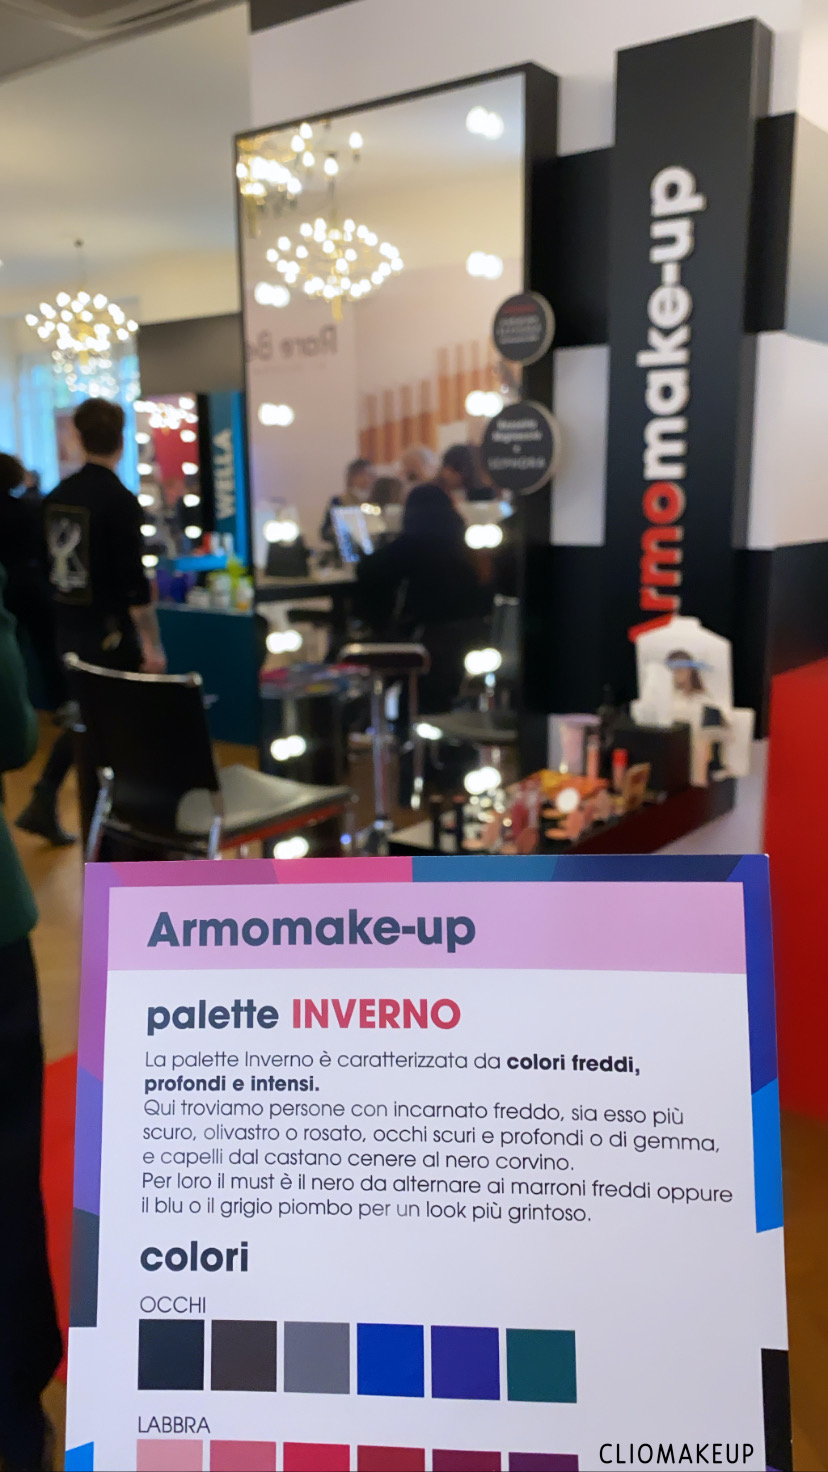 Armomake-up
WELLA
SEPHORA
Armomake-up
palette INVERNO
La palette Inverno è caratterizzata da colori freddi,
profondi e intensi.
Qui troviamo persone con incarnato freddo, sia esso più
scuro, olivastro o rosato, occhi scuri e profondi o di gemma,
e capelli dal castano cenere al nero corvino.
Per loro il must è il nero da alternare ai marroni freddi oppure
il blu o il grigio piombo per un look più grintoso.
colori
OCCHI
LABBRA
CLIOMAKEUP